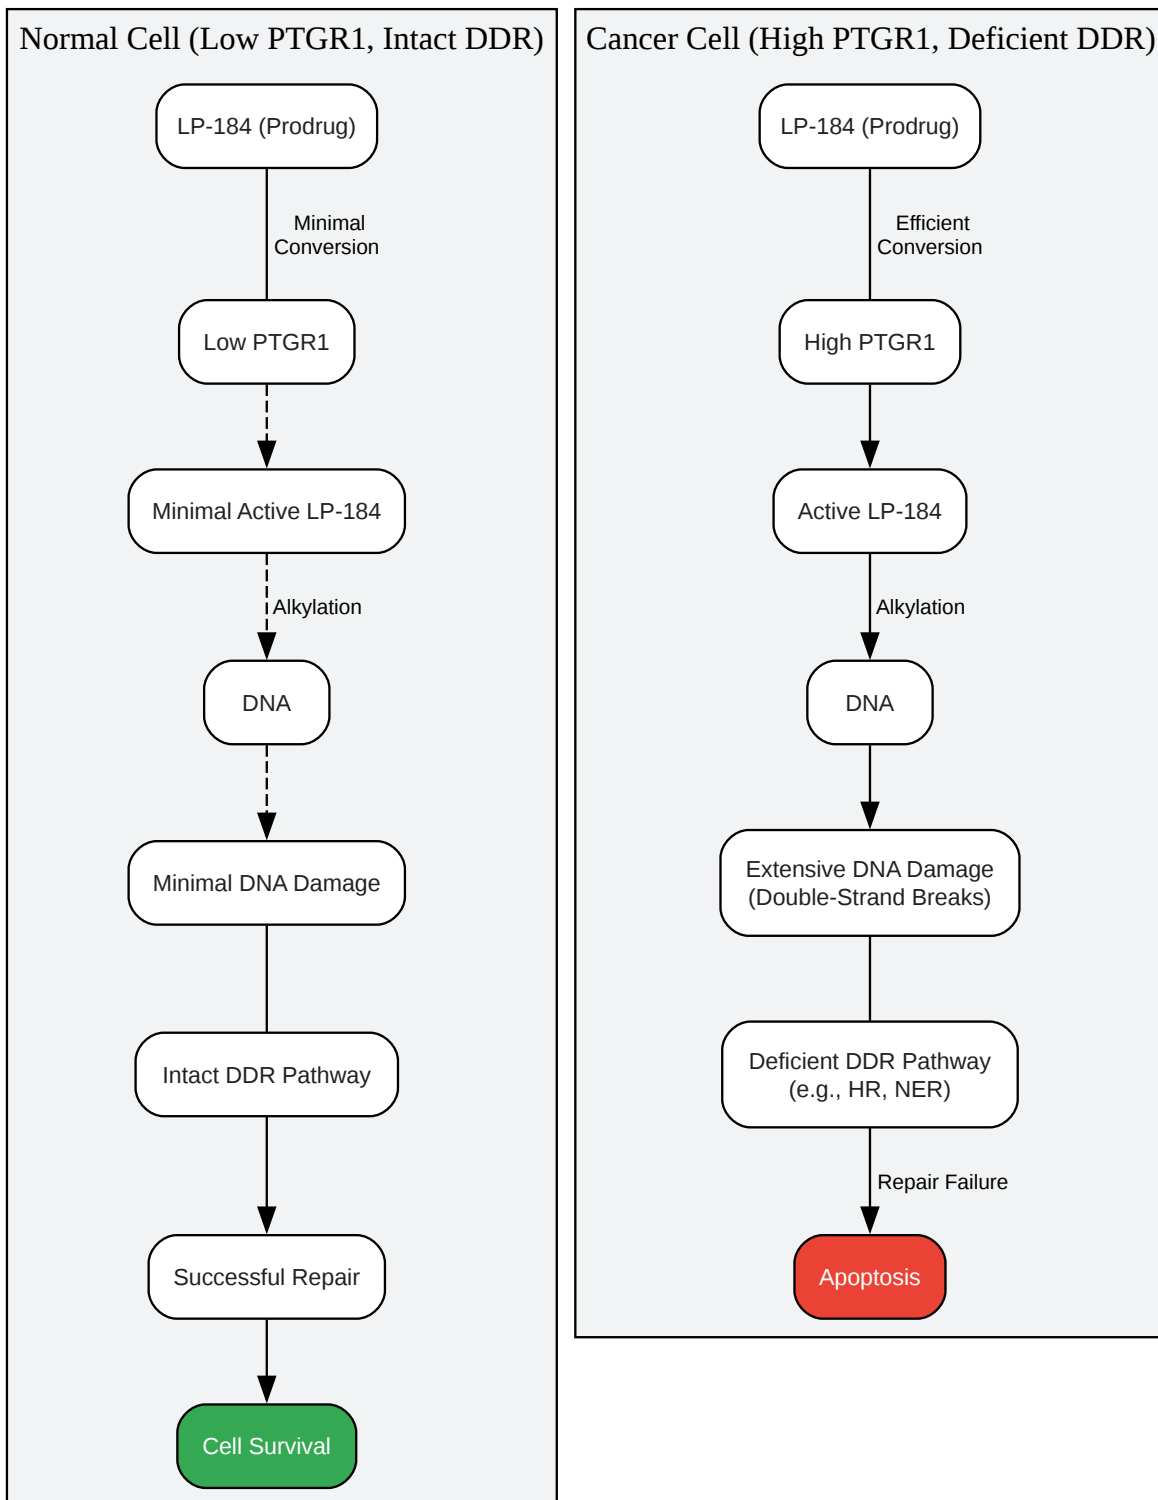 Normal Cell (Low PTGR1, Intact DDR)
LP-184 (Prodrug)
Minimal
Conversion
Low PTGR1
Minimal Active LP-184
Alkylation
DNA
Minimal DNA Damage
Intact DDR Pathway
Successful Repair
Cell Survival
Cancer Cell (High PTGR1, Deficient DDR)
LP-184 (Prodrug)
Efficient
Conversion
High PTGR1
Active LP-184
Alkylation
DNA
Extensive DNA Damage
(Double-Strand Breaks)
Deficient DDR Pathway
(e.g., HR, NER)
Repair Failure
Apoptosis